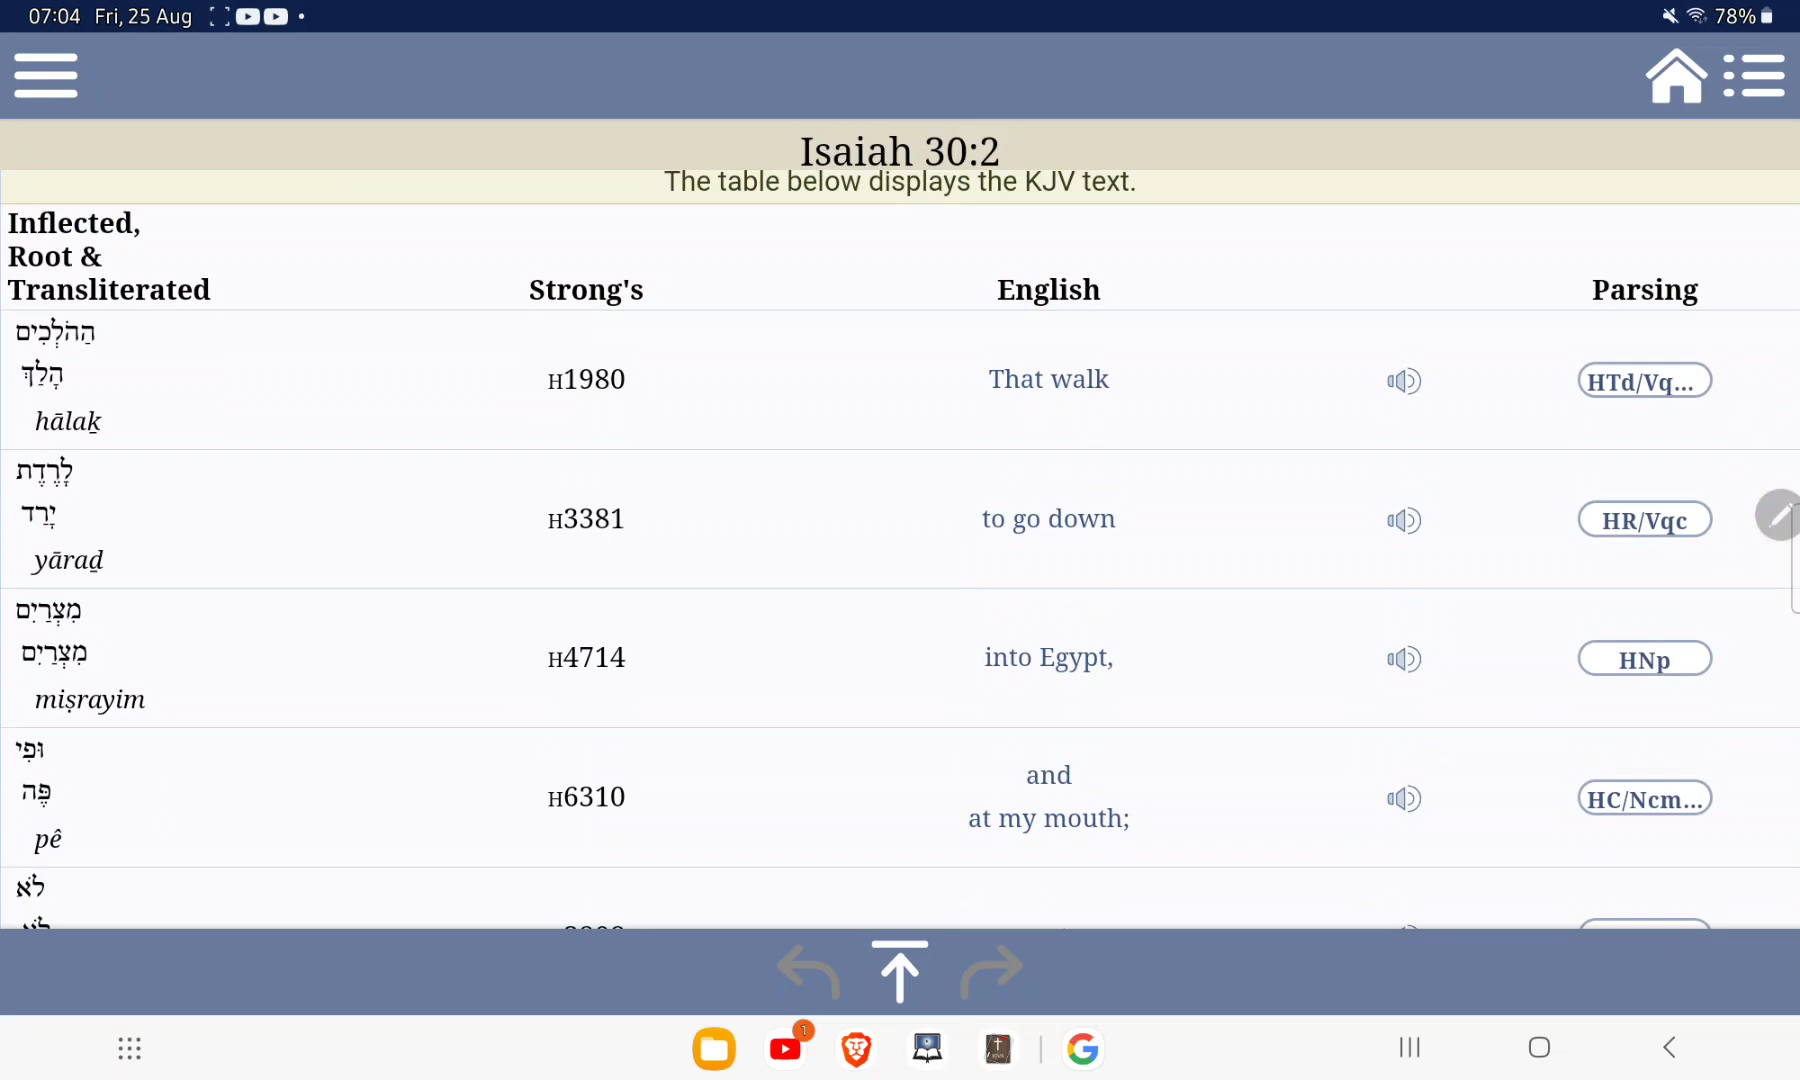 07:04 Fri, 25 Aug
78%
Isaiah 30:2
The table below displays the KJV text.
Inflected,
Root &
Transliterated
Strong's
English
Parsing
הַהֹלְכִים
הָלַךְ
hālaḵ
H1980
That walk
HTd/Vq...
לָרֶדֶת
יָרַד
yāraḏ
H3381
to go down
HR/Vqc
מִצְרַיִם
מִצְרַיִם
miṣrayim
H4714
into Egypt,
HNp
וּפִי
פֶּה
pê
H6310
and
at my mouth;
HC/Ncm...
לֹא
1